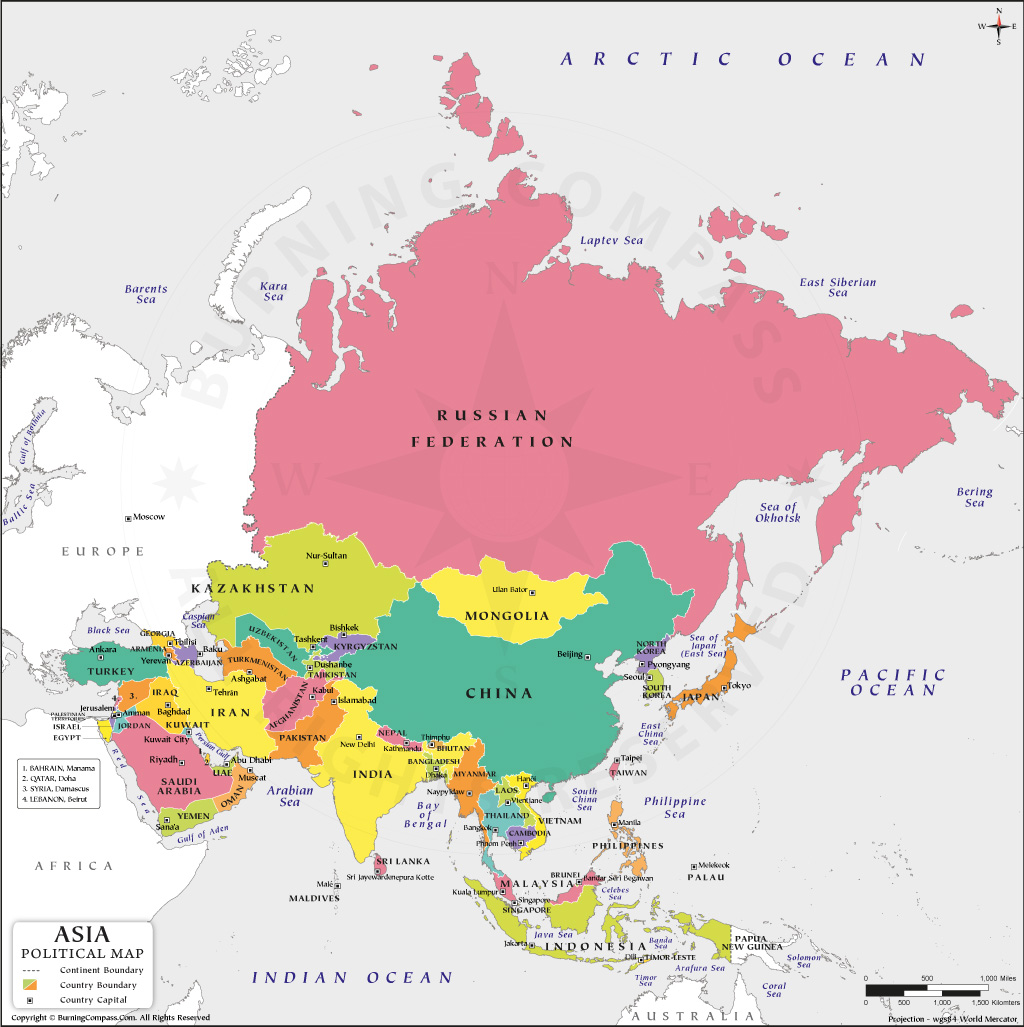 N
W E
S
ARCTIC OCEAN
BURNING COMPASS
Laptev Sea
East Siberian
Sea
Barents
Sea
Kara
Sea
N
RUSSIAN
FEDERATION
Gulf of Bothnia
Baltic Sea
W
E
Bering
Sea
Sea of
Okhotsk
Moscow
EUROPE
Nur-Sultan
KAZAKHSTAN
Ulan Bator
MONGOLIA
Caspian
Sea
Black Sea
GEORGIA
Tbilisi
Ankara
TURKEY
ARMENIA
Yerevan
Baku
AZERBAIJAN
UZBEKISTAN
Tashkent
Bishkek
KYRGYZSTAN
TURKMENISTAN
Ashgabat
Dushanbe
TAJIKISTAN
Beijing
NORTH
KOREA
Pyongyang
Seoul
SOUTH
KOREA
Sea of
Japan
(East Sea)
Tokyo
JAPAN
PACIFIC
OCEAN
CHINA
3.
4.
IRAQ
Baghdad
Tehran
IRAN
Kabul
AFGHANISTAN
Islamabad
PAKISTAN
Jerusalem
Amman
PALESTINIAN
TERRITORIES
ISRAEL
JORDAN
EGYPT
KUWAIT
Kuwait City
Persian Gulf
1.
2.
Riyadh
SAUDI
ARABIA
Abu Dhabi
UAE
Muscat
OMAN
Red Sea
YEMEN
Sana'a
Gulf of Aden
Arabian
Sea
New Delhi
INDIA
NEPAL
Kathmandu
Thimphu
BHUTAN
BANGLADESH
Dhaka
MYANMAR
Naypyidaw
Hanoi
LAOS
Vientiane
THAILAND
Bangkok
VIETNAM
CAMBODIA
Phnom Penh
East
China
Sea
Taipei
TAIWAN
South
China
Sea
Philippine
Sea
Manila
PHILIPPINES
Melekeok
PALAU
Bay
of
Bengal
SRI LANKA
Sri Jayewardenepura Kotte
Malé
MALDIVES
BRUNEI
Bandar Seri Begawan
MALAYSIA
Kuala Lumpur
Singapore
SINGAPORE
Celebes
Sea
Java Sea
Jakarta
INDONESIA
Banda
Sea
Dili
TIMOR-LESTE
Timor
Sea
Arafura Sea
PAPUA
NEW GUINEA
Solomon
Sea
Coral
Sea
AUSTRALIA
INDIAN OCEAN
AFRICA
1. BAHRAIN, Manama
2. QATAR, Doha
3. SYRIA, Damascus
4. LEBANON, Beirut
ASIA
POLITICAL MAP
Continent Boundary
Country Boundary
Country Capital
0 500 1,000 Miles
0 500 1,000 1,500 Kilomters
Copyright © BurningCompass.Com. All Rights Reserved
Projection - wgs84 World Mercator